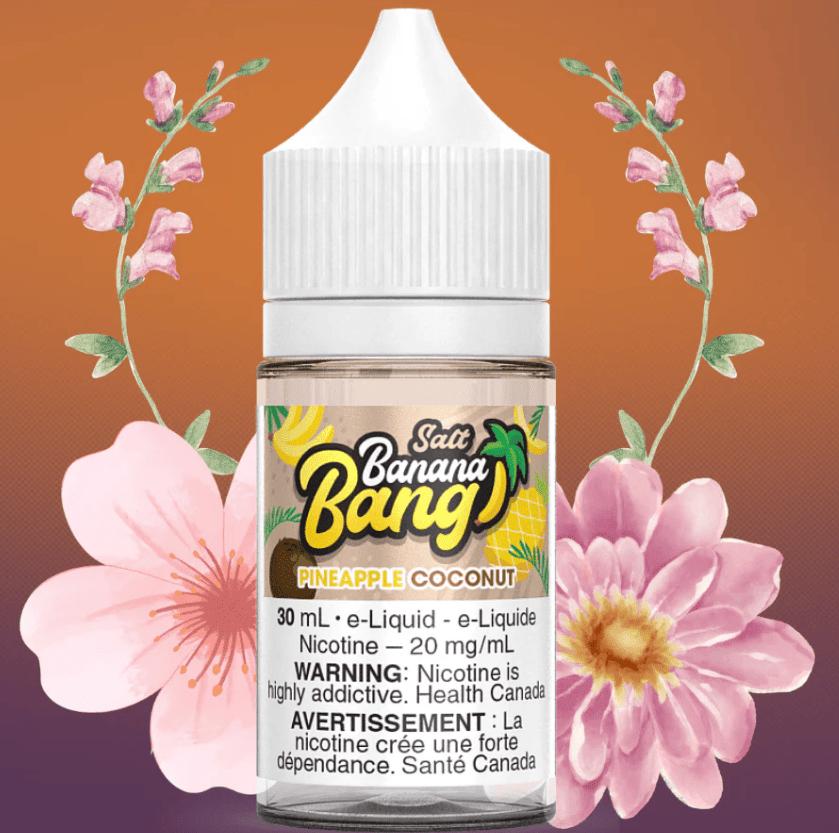 Salt
Banana
Bang
PINEAPPLE COCONUT
30 mL • e-Liquid - e-Liquide
Nicotine — 20 mg/mL
WARNING: Nicotine is
highly addictive. Health Canada
AVERTISSEMENT : La
nicotine crée une forte
dépendance. Santé Canada